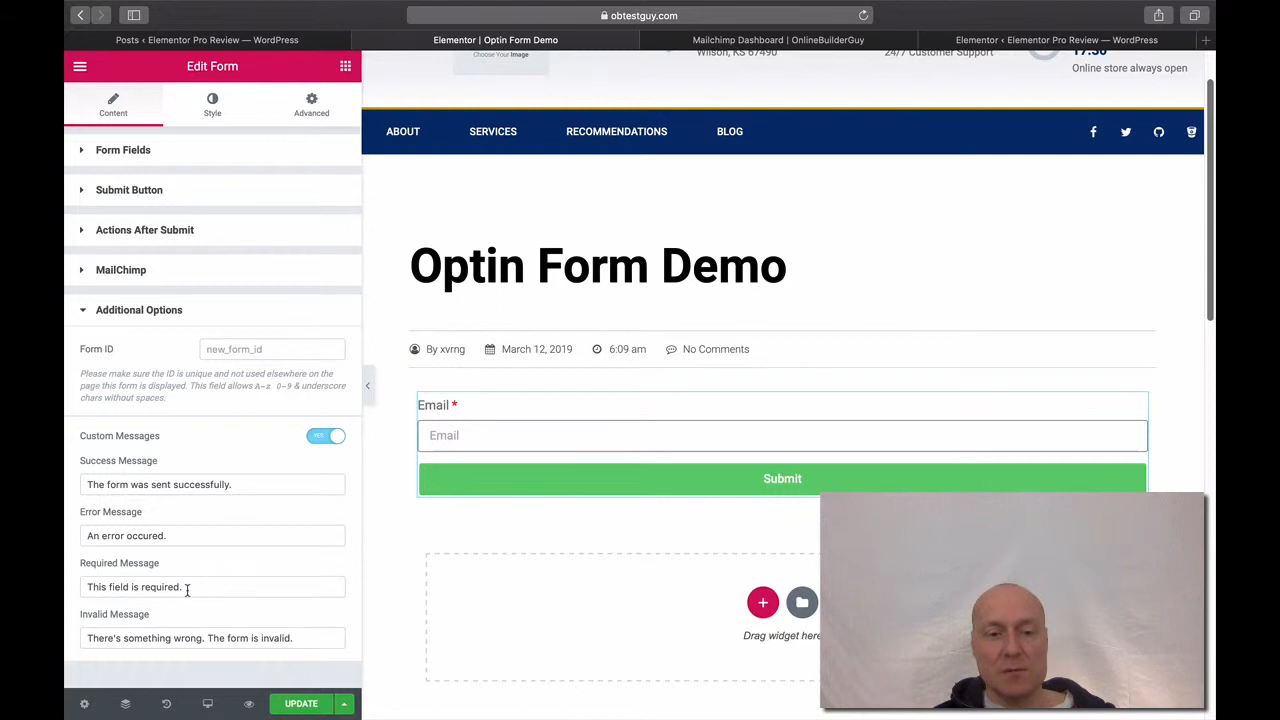 obtestguy.com
Posts ‹ Elementor Pro Review — WordPress
Elementor | Optin Form Demo
Mailchimp Dashboard | OnlineBuilderGuy
Elementor ‹ Elementor Pro Review — WordPress
Edit Form
Content
Style
Advanced
Form Fields
Submit Button
Actions After Submit
MailChimp
Additional Options
Form ID
new_form_id
Please make sure the ID is unique and not used elsewhere on the
page this form is displayed. This field allows A-z 0-9 & underscore
chars without spaces.
Custom Messages
YES
Success Message
The form was sent successfully.
Error Message
An error occured.
Required Message
This field is required.
Invalid Message
There's something wrong. The form is invalid.
UPDATE
Choose Your Image
Wilson, KS 67490
24/7 Customer Support
17:30
Online store always open
ABOUT
SERVICES
RECOMMENDATIONS
BLOG
Optin Form Demo
By xvrng
March 12, 2019
6:09 am
No Comments
Email *
Email
Submit
Drag widget here